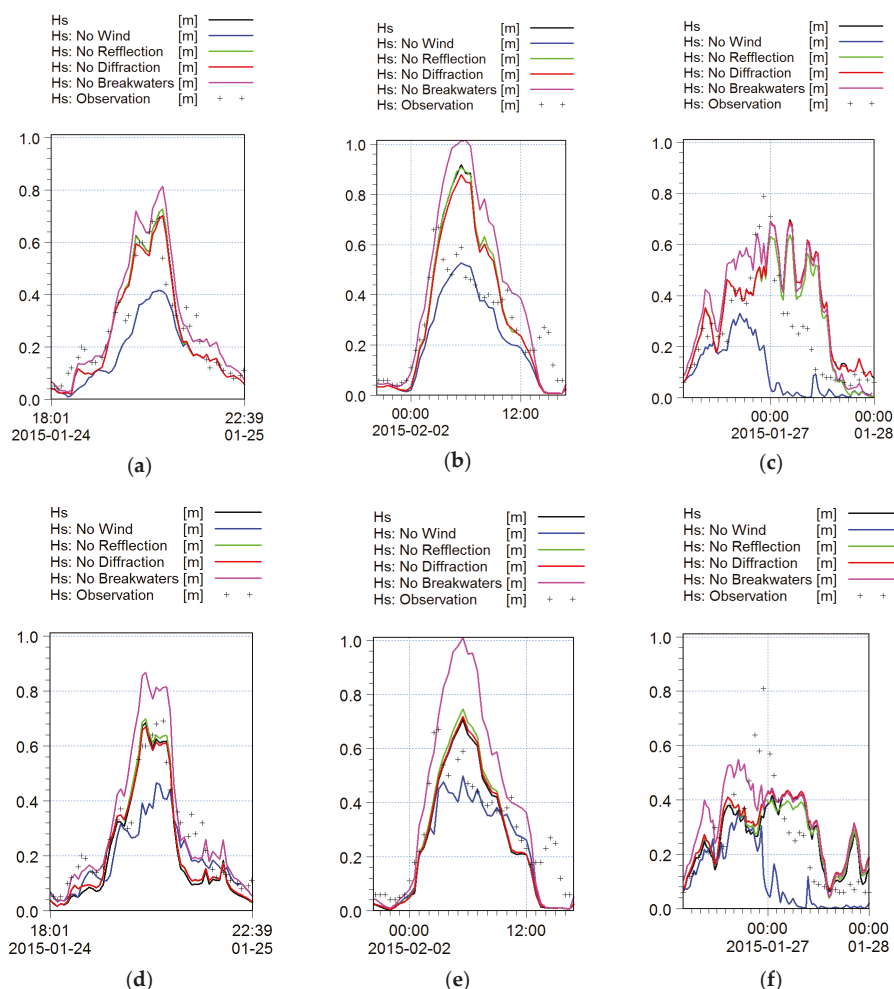 Hs [m]
Hs: No Wind [m]
Hs: No Refflection [m]
Hs: No Diffraction [m]
Hs: No Breakwaters [m]
Hs: Observation [m]
1.0
0.8
0.6
0.4
0.2
0.0
18:01 22:39
2015-01-24 01-25
(a)
Hs [m]
Hs: No Wind [m]
Hs: No Refflection [m]
Hs: No Diffraction [m]
Hs: No Breakwaters [m]
Hs: Observation [m]
1.0
0.8
0.6
0.4
0.2
0.0
00:00 12:00
2015-02-02
(b)
Hs [m]
Hs: No Wind [m]
Hs: No Refflection [m]
Hs: No Diffraction [m]
Hs: No Breakwaters [m]
Hs: Observation [m]
1.0
0.8
0.6
0.4
0.2
0.0
00:00 00:00
2015-01-27 01-28
(c)
Hs [m]
Hs: No Wind [m]
Hs: No Refflection [m]
Hs: No Diffraction [m]
Hs: No Breakwaters [m]
Hs: Observation [m]
1.0
0.8
0.6
0.4
0.2
0.0
18:01 22:39
2015-01-24 01-25
(d)
Hs [m]
Hs: No Wind [m]
Hs: No Refflection [m]
Hs: No Diffraction [m]
Hs: No Breakwaters [m]
Hs: Observation [m]
1.0
0.8
0.6
0.4
0.2
0.0
00:00 12:00
2015-02-02
(e)
Hs [m]
Hs: No Wind [m]
Hs: No Refflection [m]
Hs: No Diffraction [m]
Hs: No Breakwaters [m]
Hs: Observation [m]
1.0
0.8
0.6
0.4
0.2
0.0
00:00 00:00
2015-01-27 01-28
(f)